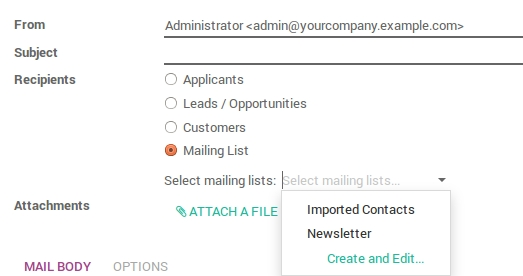 From Administrator <admin@yourcompany.example.com>
Subject
Recipients Applicants
Leads / Opportunities
Customers
Mailing List
Select mailing lists: Select mailing lists...
Attachments ATTACH A FILE
Imported Contacts
Newsletter
Create and Edit...
MAIL BODY OPTIONS